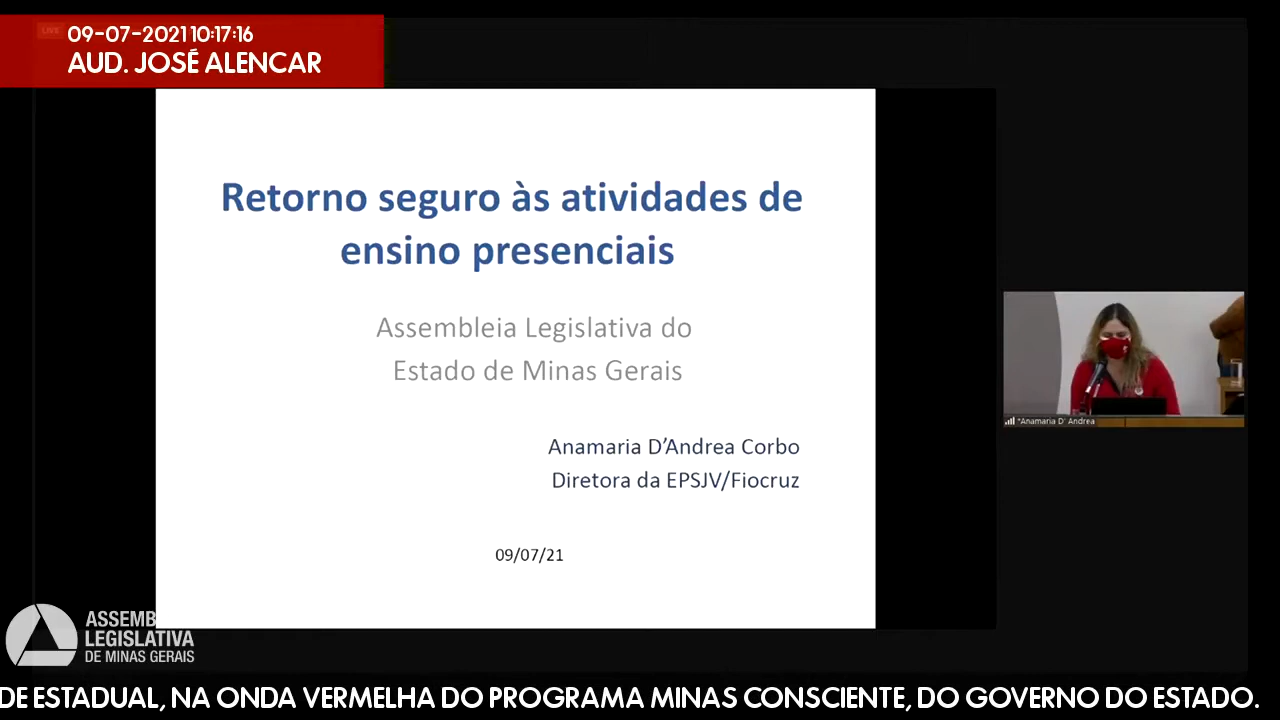 LIVE
09-07-2021 10:17:16
AUD. JOSÉ ALENCAR
Retorno seguro às atividades de
ensino presenciais
Assembleia Legislativa do
Estado de Minas Gerais
Anamaria D’Andrea Corbo
Diretora da EPSJV/Fiocruz
09/07/21
"Anamaria D' Andrea
ASSEMB
LEGISLATIVA
DE MINAS GERAIS
DE ESTADUAL, NA ONDA VERMELHA DO PROGRAMA MINAS CONSCIENTE, DO GOVERNO DO ESTADO.